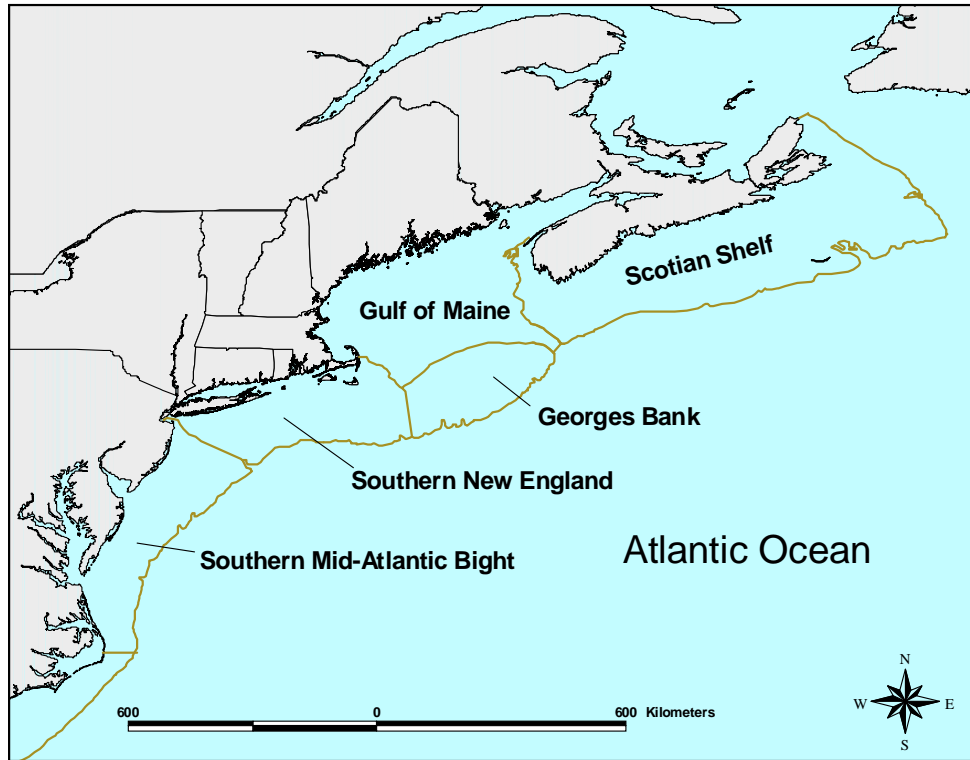 Scotian Shelf
Gulf of Maine
Georges Bank
Southern New England
Southern Mid-Atlantic Bight
Atlantic Ocean
N
W E
S
600 0 600 Kilometers